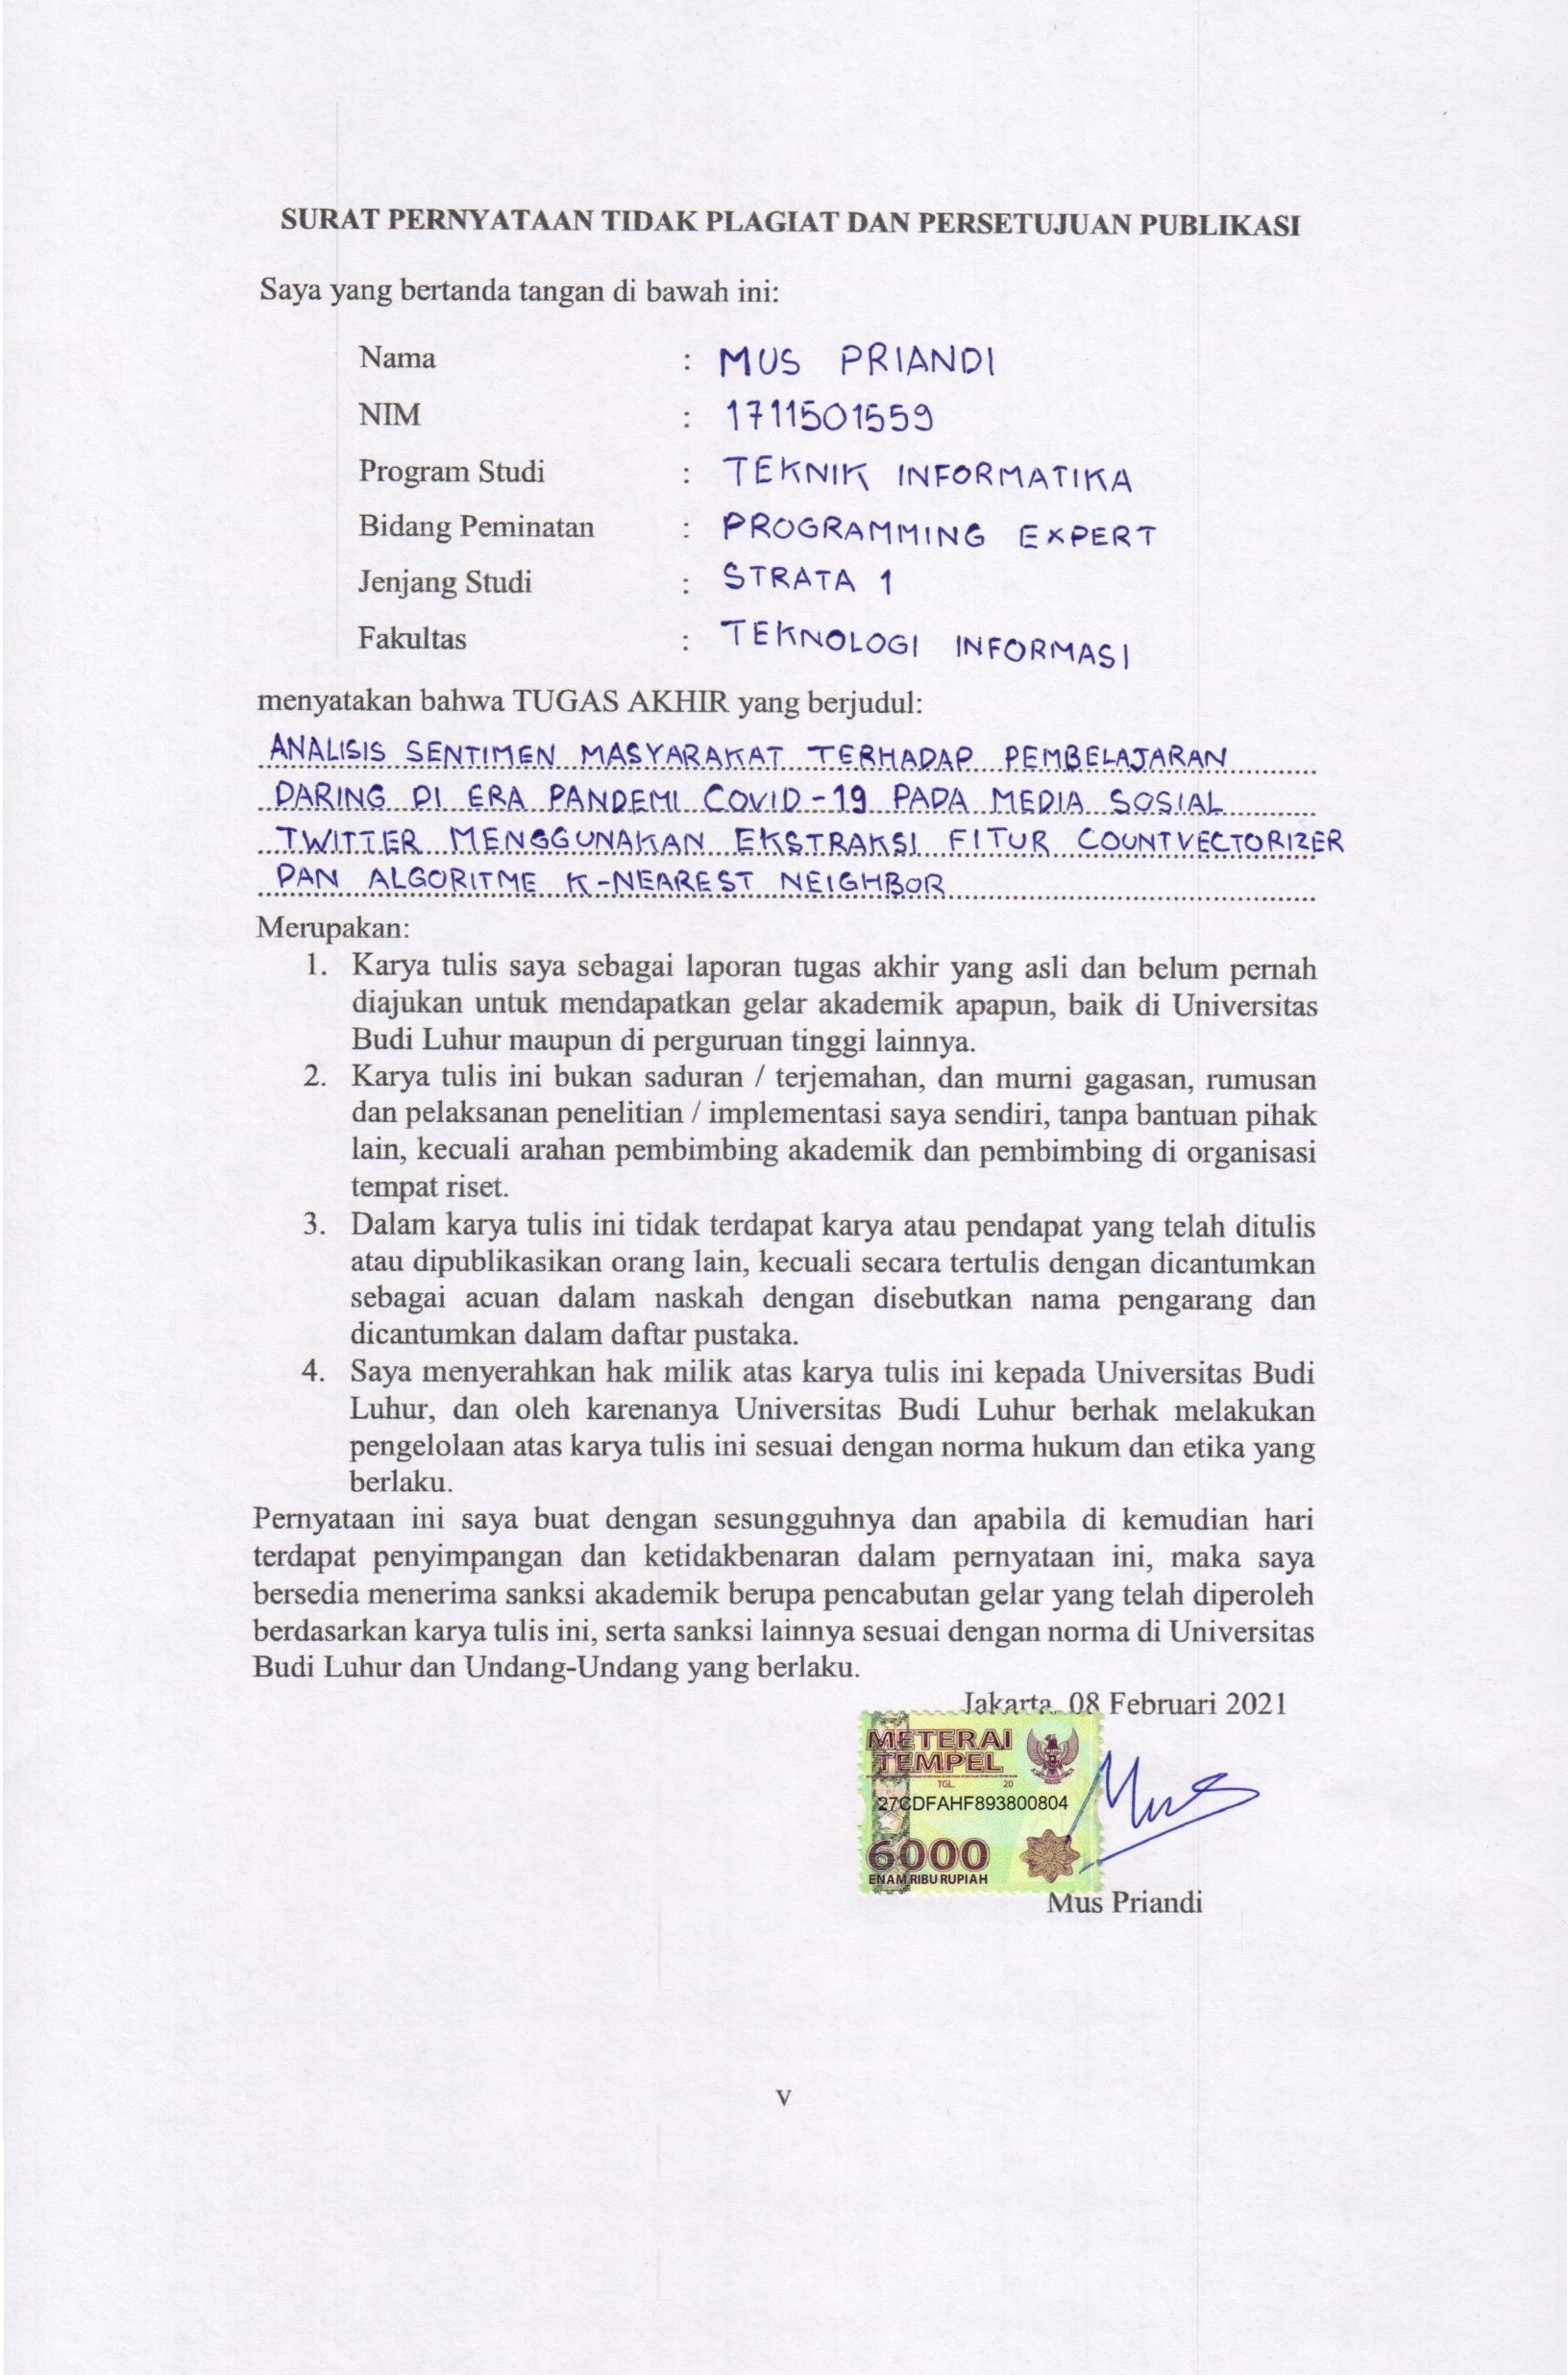 SURAT PERNYATAAN TIDAK PLAGIAT DAN PERSETUJUAN PUBLIKASI
Saya yang bertanda tangan di bawah ini:
Nama : MUS PRIANDI
NIM : 1711501559
Program Studi : TEKNIK INFORMATIKA
Bidang Peminatan : PROGRAMMING EXPERT
Jenjang Studi : STRATA 1
Fakultas : TEKNOLOGI INFORMASI
menyatakan bahwa TUGAS AKHIR yang berjudul:
ANALISIS SENTIMEN MASYARAKAT TERHADAP PEMBELAJARAN
DARING DI ERA PANDEMI COVID-19 PADA MEDIA SOSIAL
TWITTER MENGGUNAKAN EKSTRAKSI FITUR COUNTVECTORIZER
DAN ALGORITME K-NEAREST NEIGHBOR
Merupakan:
1. Karya tulis saya sebagai laporan tugas akhir yang asli dan belum pernah
diajukan untuk mendapatkan gelar akademik apapun, baik di Universitas
Budi Luhur maupun di perguruan tinggi lainnya.
2. Karya tulis ini bukan saduran / terjemahan, dan murni gagasan, rumusan
dan pelaksanan penelitian / implementasi saya sendiri, tanpa bantuan pihak
lain, kecuali arahan pembimbing akademik dan pembimbing di organisasi
tempat riset.
3. Dalam karya tulis ini tidak terdapat karya atau pendapat yang telah ditulis
atau dipublikasikan orang lain, kecuali secara tertulis dengan dicantumkan
sebagai acuan dalam naskah dengan disebutkan nama pengarang dan
dicantumkan dalam daftar pustaka.
4. Saya menyerahkan hak milik atas karya tulis ini kepada Universitas Budi
Luhur, dan oleh karenanya Universitas Budi Luhur berhak melakukan
pengelolaan atas karya tulis ini sesuai dengan norma hukum dan etika yang
berlaku.
Pernyataan ini saya buat dengan sesungguhnya dan apabila di kemudian hari
terdapat penyimpangan dan ketidakbenaran dalam pernyataan ini, maka saya
bersedia menerima sanksi akademik berupa pencabutan gelar yang telah diperoleh
berdasarkan karya tulis ini, serta sanksi lainnya sesuai dengan norma di Universitas
Budi Luhur dan Undang-Undang yang berlaku.
Jakarta, 08 Februari 2021
METERAI
TEMPEL
TGL. 20
27CDFAHF893800804
6000
ENAM RIBU RUPIAH
Mus
Mus Priandi
v